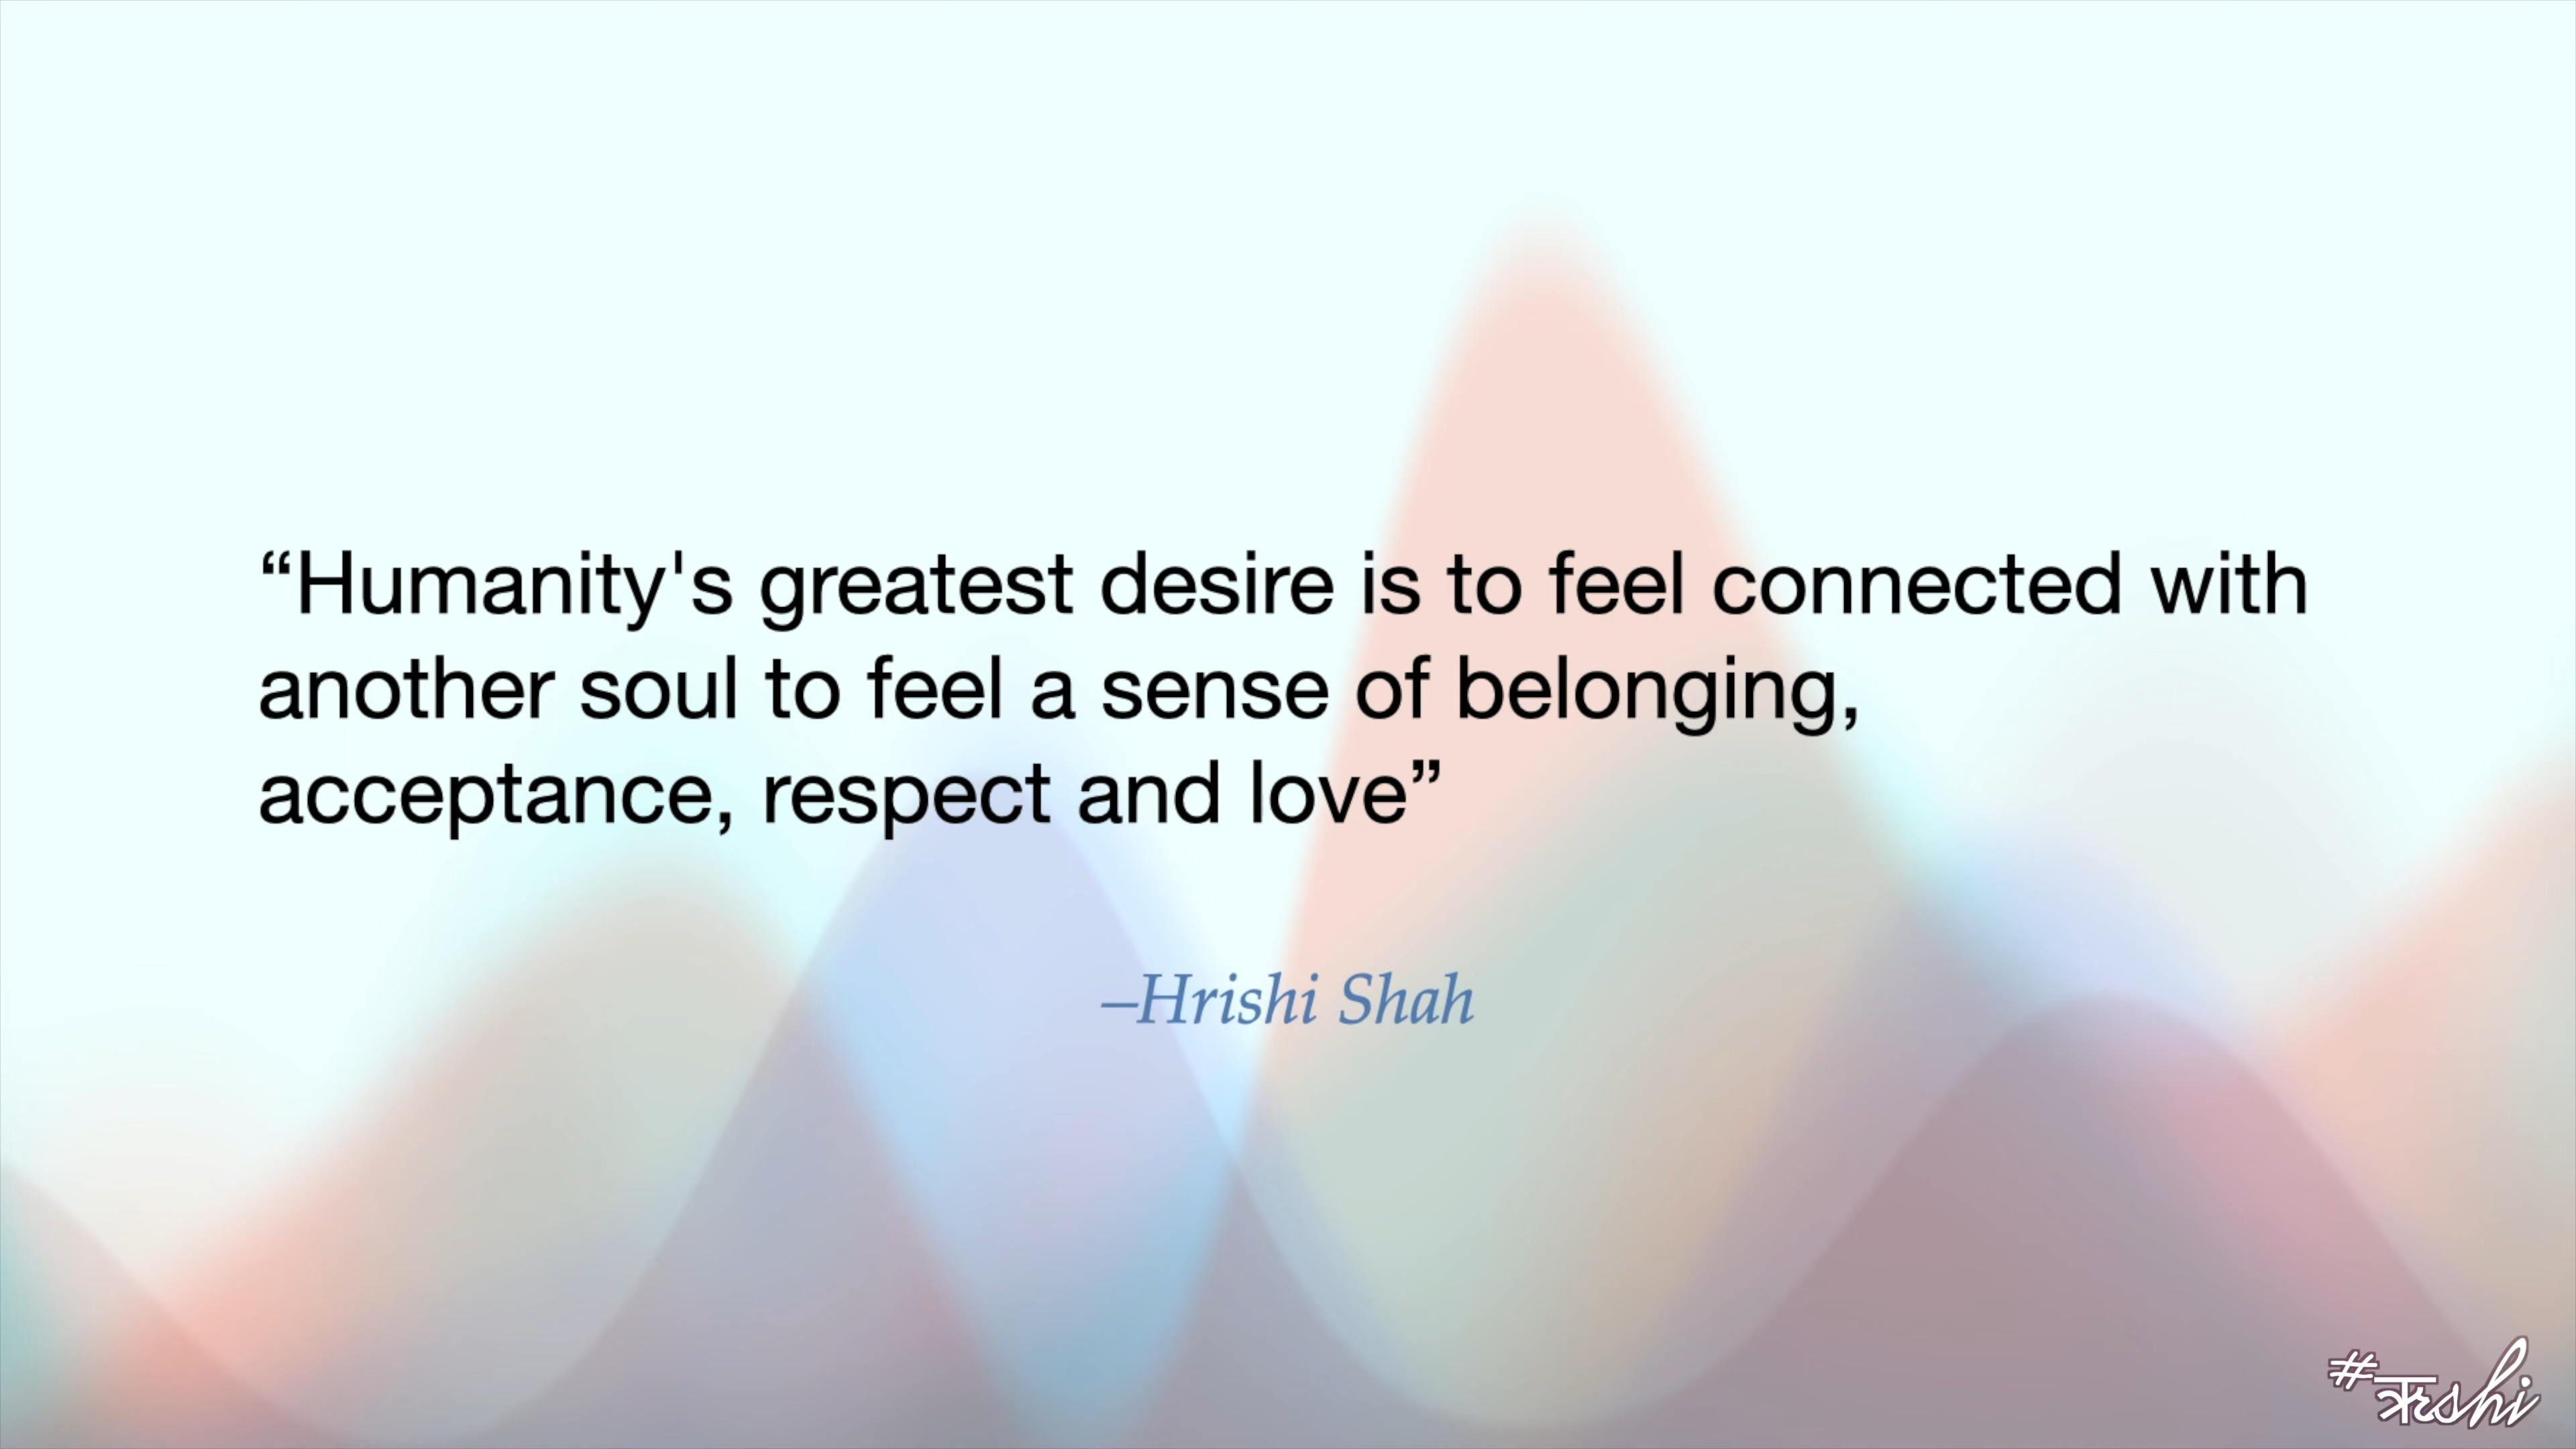 “Humanity's greatest desire is to feel connected with
another soul to feel a sense of belonging,
acceptance, respect and love”
–Hrishi Shah
#ऋshi